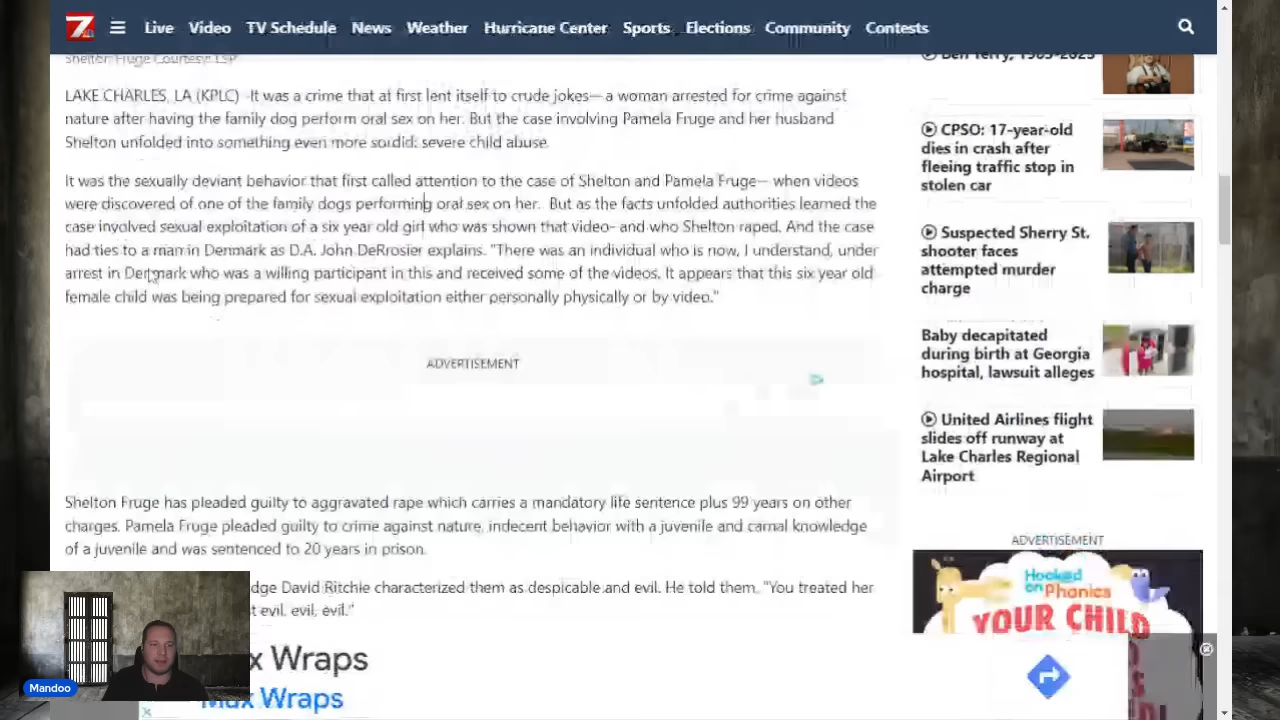 7
Live Video TV Schedule News Weather Hurricane Center Sports Elections Community Contests
Shelton Fruge Courtesy: LSP
LAKE CHARLES, LA (KPLC) -It was a crime that at first lent itself to crude jokes— a woman arrested for crime against
nature after having the family dog perform oral sex on her. But the case involving Pamela Fruge and her husband
Shelton unfolded into something even more sordid: severe child abuse.
It was the sexually deviant behavior that first called attention to the case of Shelton and Pamela Fruge— when videos
were discovered of one of the family dogs performing oral sex on her. But as the facts unfolded authorities learned the
case involved sexual exploitation of a six year old girl who was shown that video- and who Shelton raped. And the case
had ties to a man in Denmark as D.A. John DeRosier explains. "There was an individual who is now, I understand, under
arrest in Denmark who was a willing participant in this and received some of the videos. It appears that this six year old
female child was being prepared for sexual exploitation either personally physically or by video."
ADVERTISEMENT
Shelton Fruge has pleaded guilty to aggravated rape which carries a mandatory life sentence plus 99 years on other
charges. Pamela Fruge pleaded guilty to crime against nature, indecent behavior with a juvenile and carnal knowledge
of a juvenile and was sentenced to 20 years in prison.
dge David Ritchie characterized them as despicable and evil. He told them, "You treated her
t evil, evil, evil."
x Wraps
Max Wraps
Mandoo
Ben Terry, 1983-2023
CPSO: 17-year-old
dies in crash after
fleeing traffic stop in
stolen car
Suspected Sherry St.
shooter faces
attempted murder
charge
Baby decapitated
during birth at Georgia
hospital, lawsuit alleges
United Airlines flight
slides off runway at
Lake Charles Regional
Airport
ADVERTISEMENT
Hooked
on Phonics
YOUR CHILD